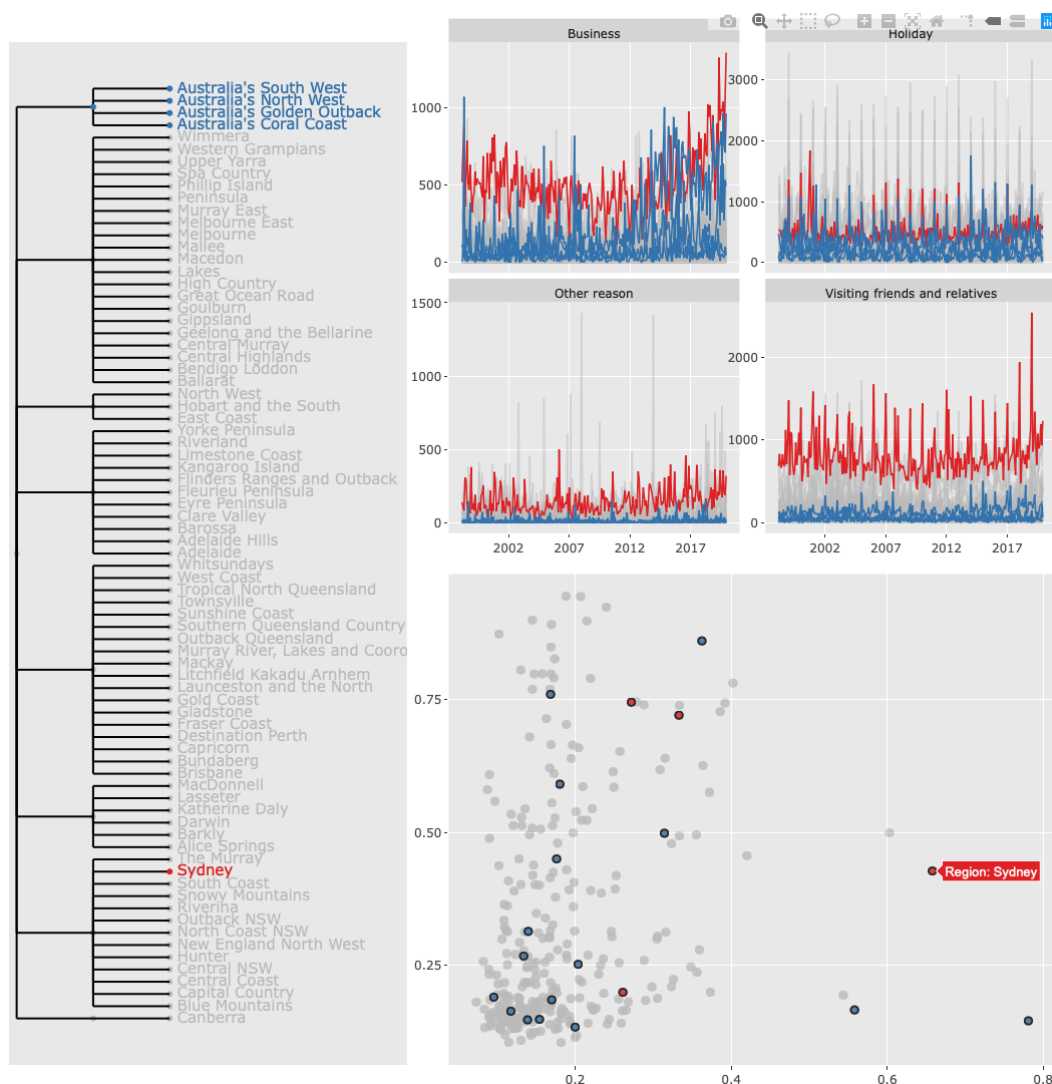 Australia's South West
Australia's North West
Australia's Golden Outback
Australia's Coral Coast
Wimmera
Western Grampians
Upper Yarra
Spa Country
Phillip Island
Peninsula
Murray East
Melbourne East
Melbourne
Mallee
Macedon
Lakes
High Country
Great Ocean Road
Goulburn
Gippsland
Geelong and the Bellarine
Central Murray
Central Highlands
Bendigo Loddon
Ballarat
North West
Hobart and the South
East Coast
Yorke Peninsula
Riverland
Limestone Coast
Kangaroo Island
Flinders Ranges and Outback
Fleurieu Peninsula
Eyre Peninsula
Clare Valley
Barossa
Adelaide Hills
Adelaide
Whitsundays
West Coast
Tropical North Queensland
Townsville
Sunshine Coast
Southern Queensland Country
Outback Queensland
Murray River, Lakes and Cooro
Mackay
Litchfield Kakadu Arnhem
Launceston and the North
Gold Coast
Gladstone
Fraser Coast
Destination Perth
Capricorn
Bundaberg
Brisbane
MacDonnell
Lasseter
Katherine Daly
Darwin
Barkly
Alice Springs
The Murray
Sydney
South Coast
Snowy Mountains
Riverina
Outback NSW
North Coast NSW
New England North West
Hunter
Central NSW
Central Coast
Capital Country
Blue Mountains
Canberra
Business
1000
500
0
Holiday
3000
2000
1000
0
Other reason
1500
1000
500
0
2002 2007 2012 2017
Visiting friends and relatives
2000
1000
0
2002 2007 2012 2017
0.75
0.50
0.25
0.2 0.4 0.6 0.8
Region: Sydney